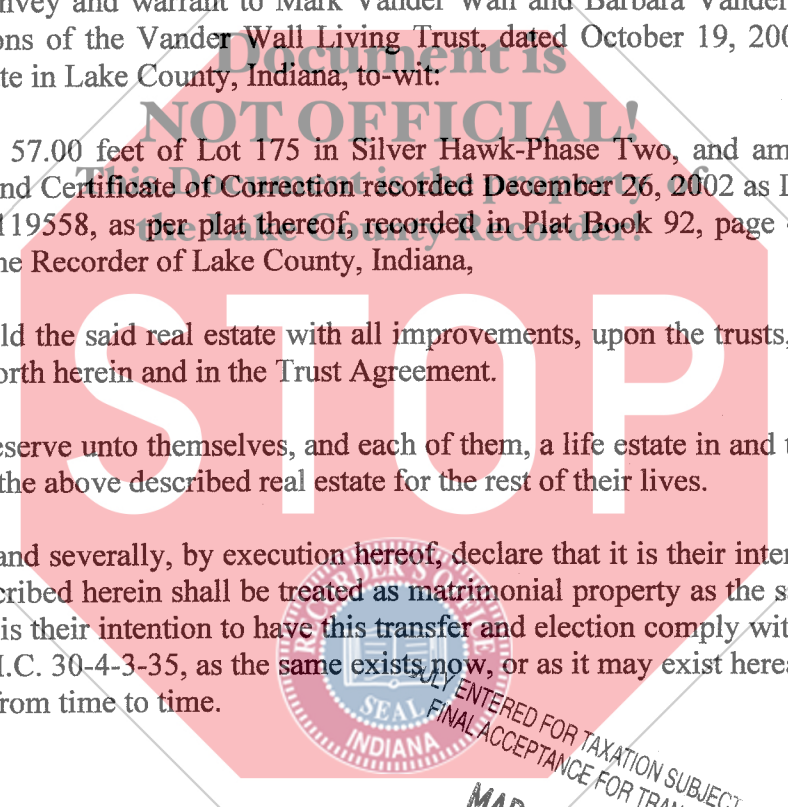 nvey and warrant to Mark Vander Wall and Barbara Vander
ons of the Vander Wall Living Trust, dated October 19, 200
Document is
te in Lake County, Indiana, to-wit:
NOT OFFICIAL!
57.00 feet of Lot 175 in Silver Hawk-Phase Two, and am
This Document is the property of
nd Certificate of Correction recorded December 26, 2002 as D
the Lake County Recorder!
119558, as per plat thereof, recorded in Plat Book 92, page
he Recorder of Lake County, Indiana,
STOP
ld the said real estate with all improvements, upon the trusts,
orth herein and in the Trust Agreement.
eserve unto themselves, and each of them, a life estate in and t
the above described real estate for the rest of their lives.
and severally, by execution hereof, declare that it is their inten
cribed herein shall be treated as matrimonial property as the s
is their intention to have this transfer and election comply wit
I.C. 30-4-3-35, as the same exists now, or as it may exist herea
from time to time.
RECORDER'S OFFICE
SEAL
INDIANA
DULY ENTERED FOR TAXATION SUBJECT
FINAL ACCEPTANCE FOR TRAN
MAR